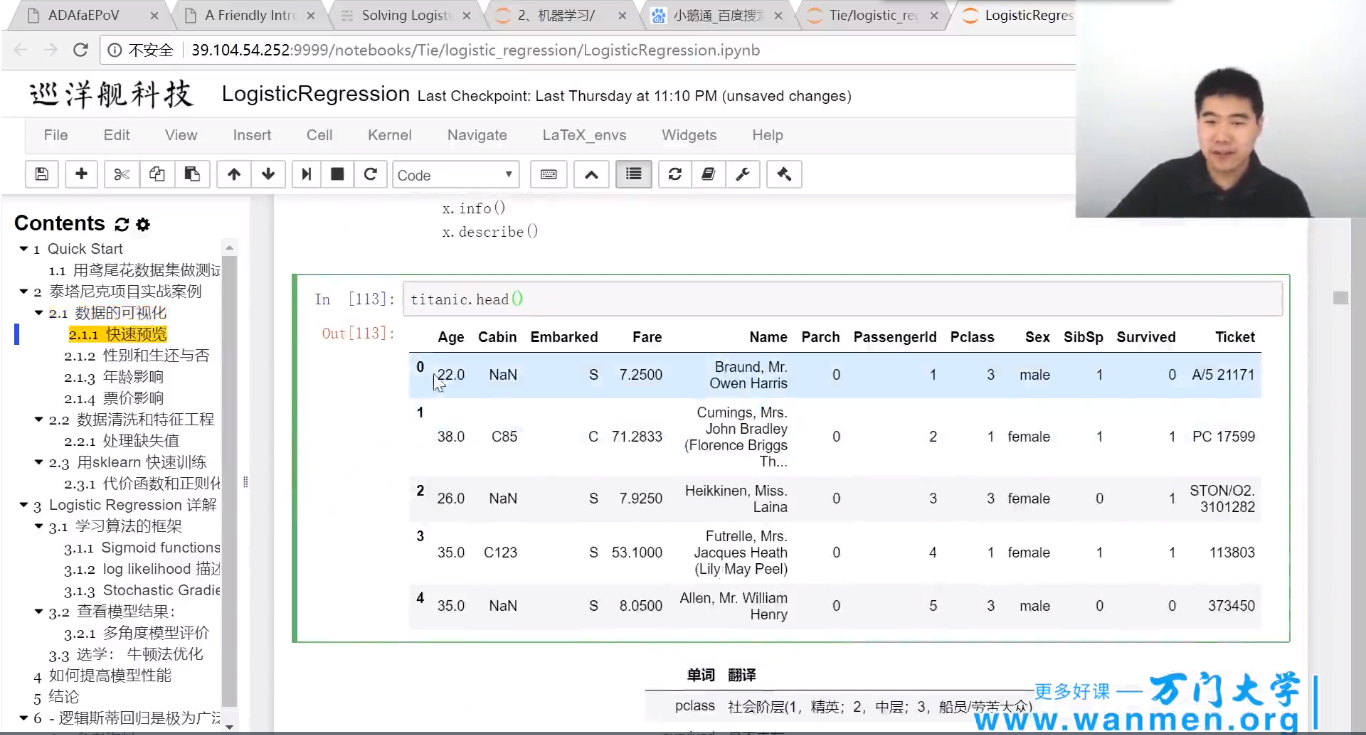 ADAfaEPoV
A Friendly Intro
Solving Logist
2、机器学习/
小鹅通_百度搜
Tie/logistic_reg
LogisticRegres
不安全
39.104.54.252:9999/notebooks/Tie/logistic_regression/LogisticRegression.ipynb
巡洋舰科技
LogisticRegression Last Checkpoint: Last Thursday at 11:10 PM (unsaved changes)
File Edit View Insert Cell Kernel Navigate LaTeX_envs Widgets Help
Code
Contents
1 Quick Start
1.1 用鸢尾花数据集做测试
2 泰塔尼克项目实战案例
2.1 数据的可视化
2.1.1 快速预览
2.1.2 性别和生还与否
2.1.3 年龄影响
2.1.4 票价影响
2.2 数据清洗和特征工程
2.2.1 处理缺失值
2.3 用sklearn 快速训练
2.3.1 代价函数和正则化
3 Logistic Regression 详解
3.1 学习算法的框架
3.1.1 Sigmoid functions
3.1.2 log likelihood 描述
3.1.3 Stochastic Gradie
3.2 查看模型结果：
3.2.1 多角度模型评价
3.3 选学： 牛顿法优化
4 如何提高模型性能
5 结论
6 - 逻辑斯蒂回归是极为广泛
x.info()
x.describe()
In [113]: titanic.head()
Out[113]:
Age Cabin Embarked Fare Name Parch PassengerId Pclass Sex SibSp Survived Ticket
0 22.0 NaN S 7.2500 Braund, Mr. Owen Harris 0 1 3 male 1 0 A/5 21171
1 38.0 C85 C 71.2833 Cumings, Mrs. John Bradley (Florence Briggs Th... 0 2 1 female 1 1 PC 17599
2 26.0 NaN S 7.9250 Heikkinen, Miss. Laina 0 3 3 female 0 1 STON/O2. 3101282
3 35.0 C123 S 53.1000 Futrelle, Mrs. Jacques Heath (Lily May Peel) 0 4 1 female 1 1 113803
4 35.0 NaN S 8.0500 Allen, Mr. William Henry 0 5 3 male 0 0 373450
单词 翻译
pclass 社会阶层(1，精英；2，中层；3，船员/劳苦大众)
更多好课 — 万门大学
www.wanmen.org